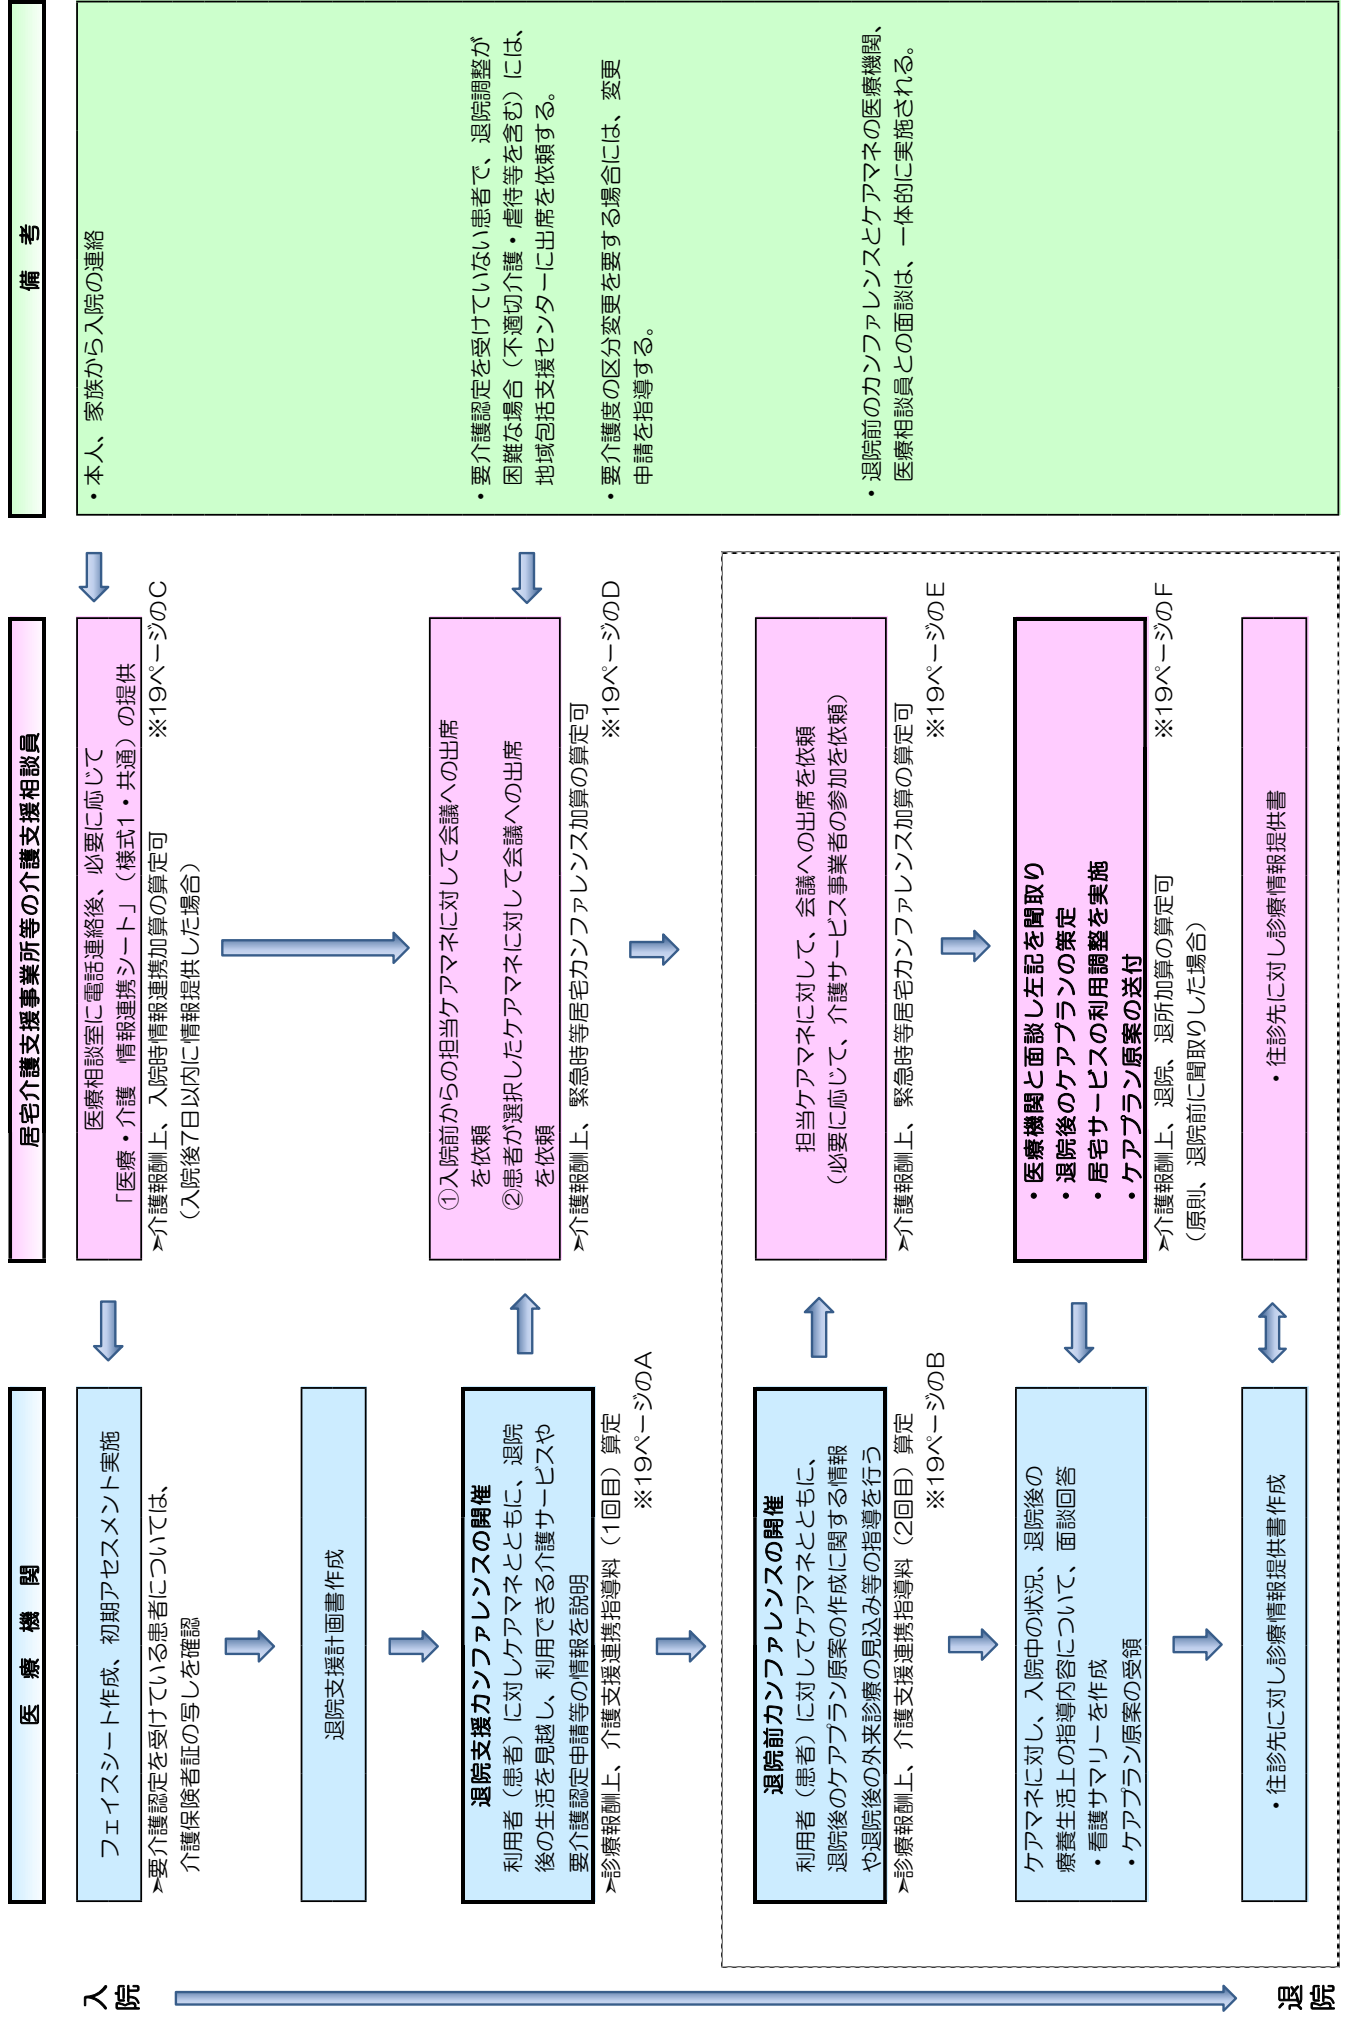 医　療　機　関
居宅介護支援事業所等の介護支援相談員
備　考
入
院
フェイスシート作成、初期アセスメント実施
➢要介護認定を受けている患者については、
介護保険者証の写しを確認
医療相談室に電話連絡後、必要に応じて
「医療・介護　情報連携シート」（様式1・共通）の提供
➢介護報酬上、入院時情報連携加算の算定可　※19ページのC
（入院後7日以内に情報提供した場合）
・本人、家族から入院の連絡
退院支援計画書作成
退院支援カンファレンスの開催
利用者（患者）に対しケアマネとともに、退院
後の生活を見越し、利用できる介護サービスや
要介護認定申請等の情報を説明
➢診療報酬上、介護支援連携指導料（1回目）算定
※19ページのA
①入院前からの担当ケアマネに対して会議への出席
を依頼
②患者が選択したケアマネに対して会議への出席
を依頼
➢介護報酬上、緊急時等居宅カンファレンス加算の算定可
※19ページのD
・要介護認定を受けていない患者で、退院調整が
困難な場合（不適切介護・虐待等を含む）には、
地域包括支援センターに出席を依頼する。
・要介護度の区分変更を要する場合には、変更
申請を指導する。
退院前カンファレンスの開催
利用者（患者）に対してケアマネとともに、
退院後のケアプラン原案の作成に関する情報
や退院後の外来診療の見込み等の指導を行う
➢診療報酬上、介護支援連携指導料（2回目）算定
※19ページのB
担当ケアマネに対して、会議への出席を依頼
（必要に応じて、介護サービス事業者の参加を依頼）
➢介護報酬上、緊急時等居宅カンファレンス加算の算定可
※19ページのE
・退院前のカンファレンスとケアマネの医療機関、
医療相談員との面談は、一体的に実施される。
ケアマネに対し、入院中の状況、退院後の
療養生活上の指導内容について、面談回答
・看護サマリーを作成
・ケアプラン原案の受領
・医療機関と面談し左記を聞取り
・退院後のケアプランの策定
・居宅サービスの利用調整を実施
・ケアプラン原案の送付
➢介護報酬上、退院、退所加算の算定可　※19ページのF
（原則、退院前に聞取りした場合）
・往診先に対し診療情報提供書作成
・往診先に対し診療情報提供書
退
院